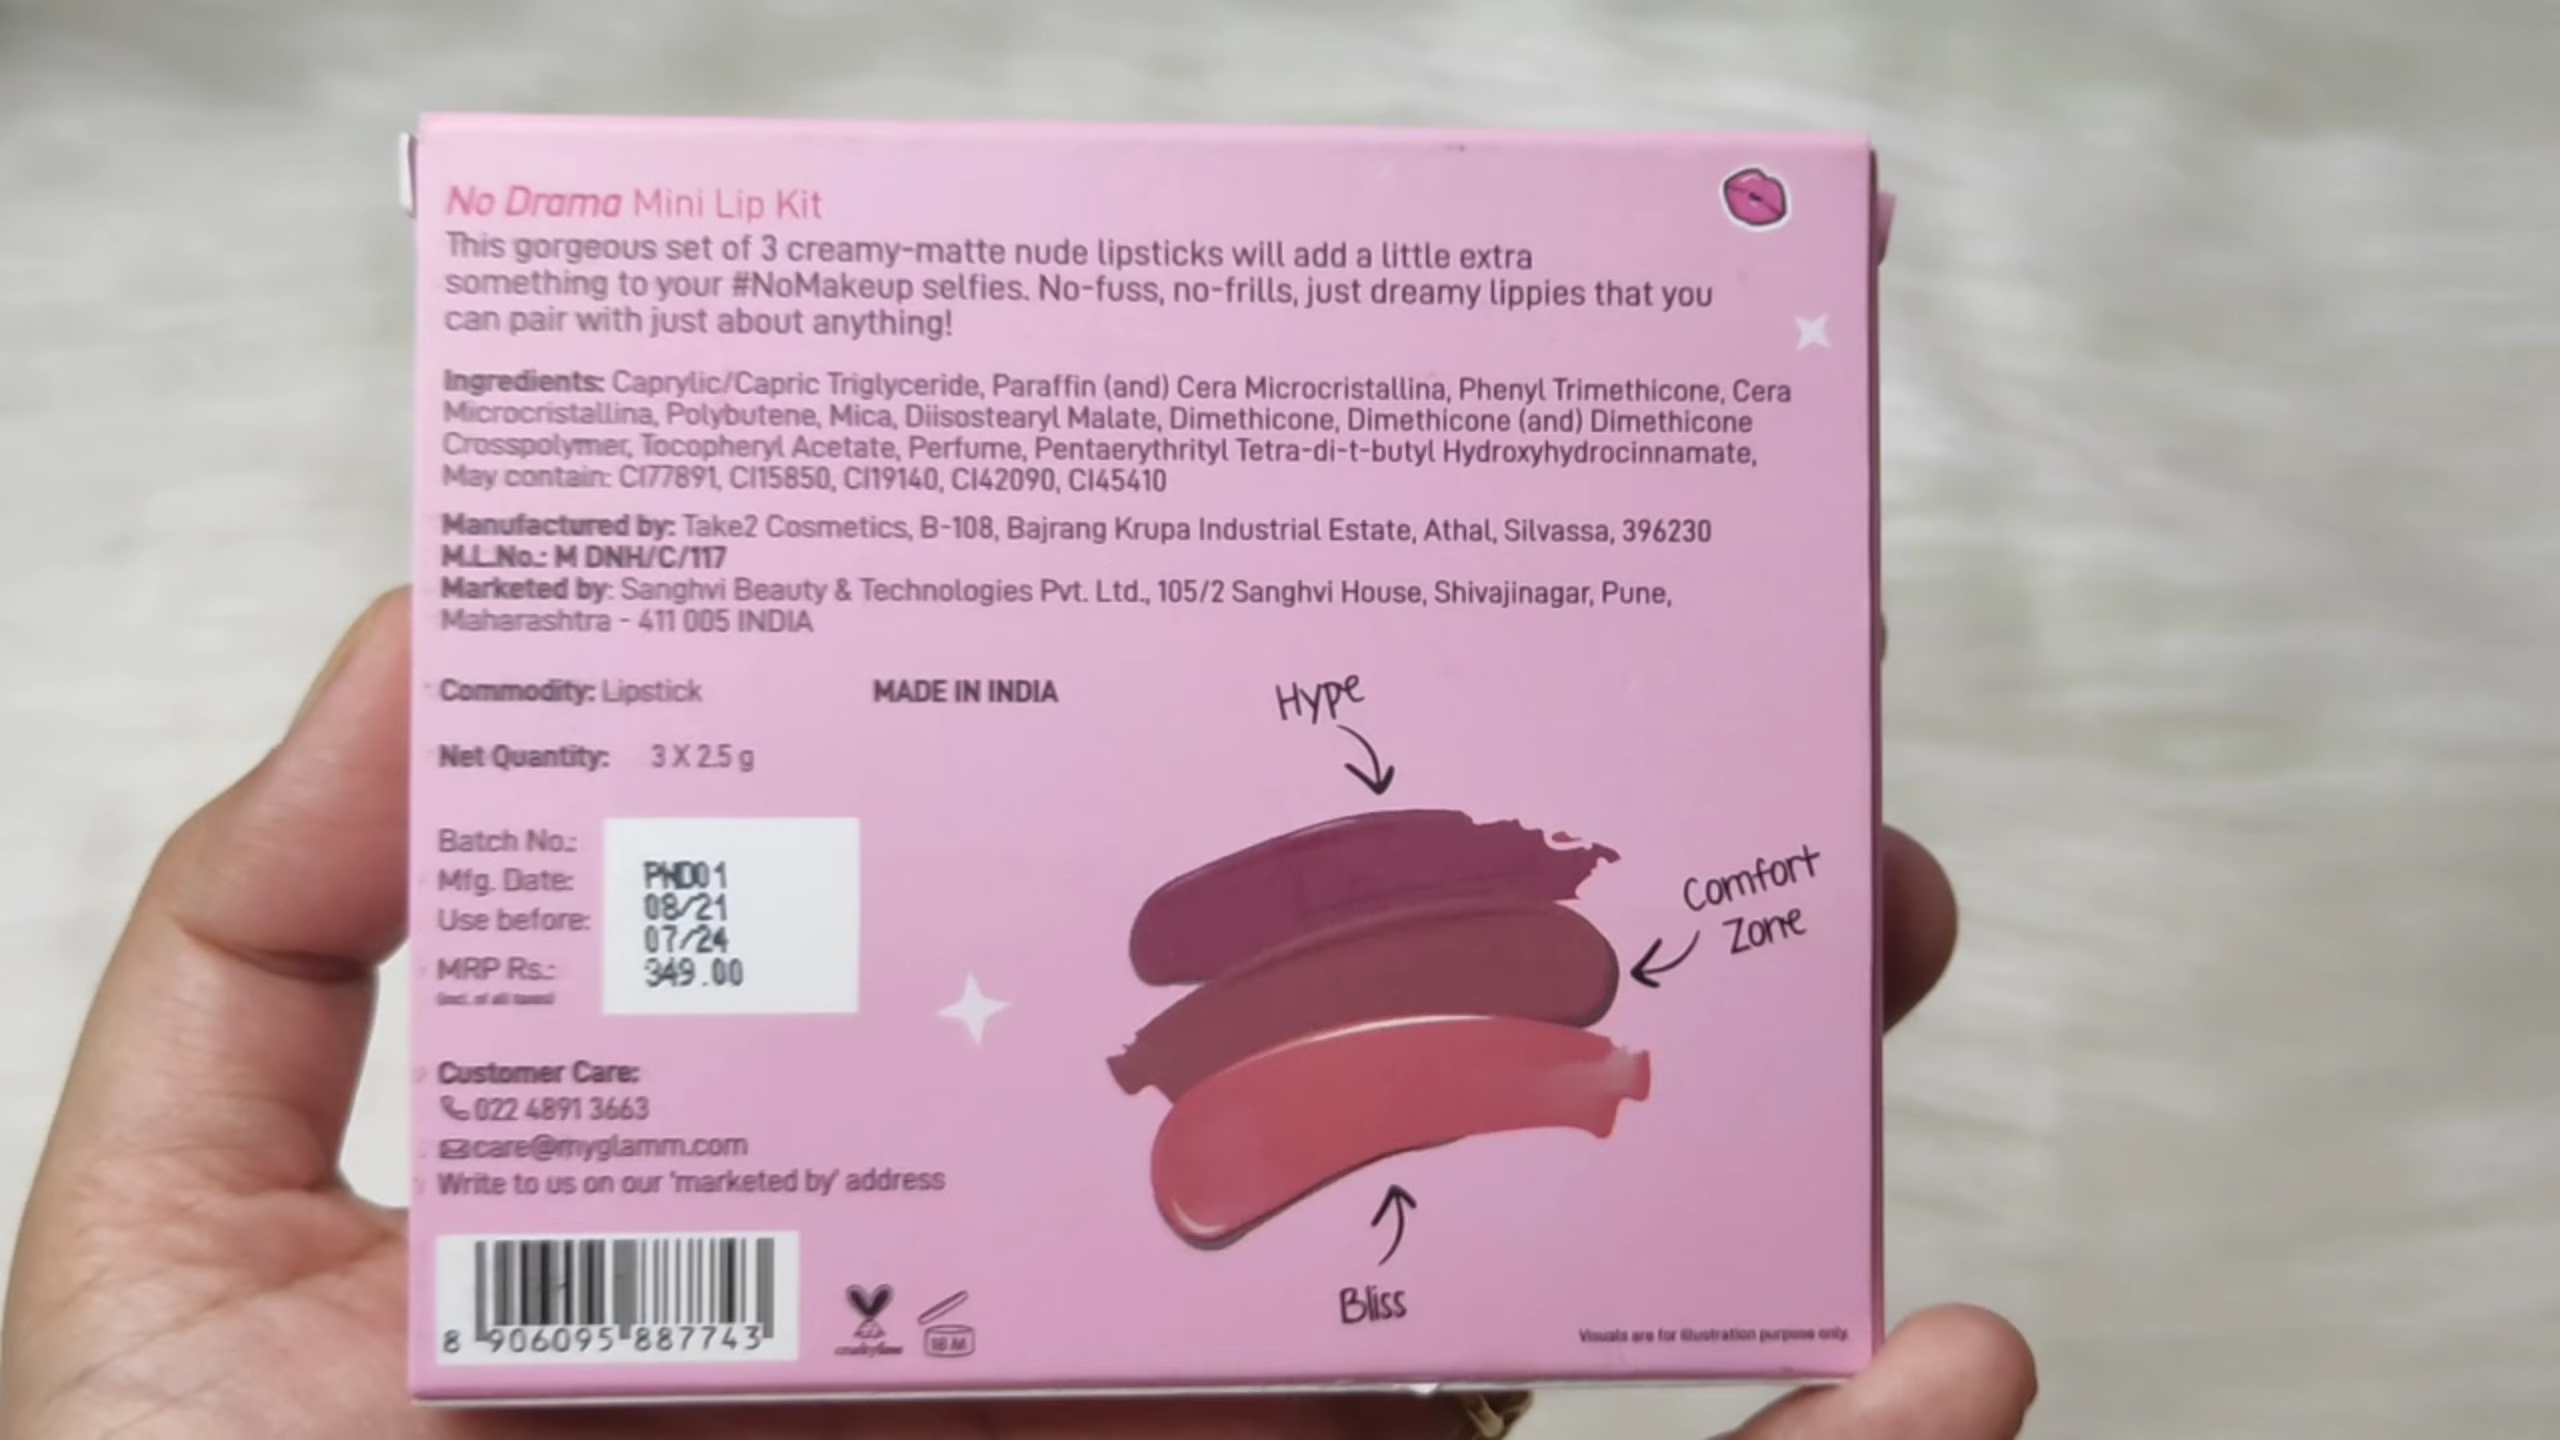 No Drama Mini Lip Kit
This gorgeous set of 3 creamy-matte nude lipsticks will add a little extra
something to your #NoMakeup selfies. No-fuss, no-frills, just dreamy lippies that you
can pair with just about anything!
Ingredients: Caprylic/Capric Triglyceride, Paraffin (and) Cera Microcristallina, Phenyl Trimethicone, Cera
Microcristallina, Polybutene, Mica, Diisostearyl Malate, Dimethicone, Dimethicone (and) Dimethicone
Crosspolymer, Tocopheryl Acetate, Perfume, Pentaerythrityl Tetra-di-t-butyl Hydroxyhydrocinnamate,
May contain: CI77891, CI15850, CI19140, CI42090, CI45410
Manufactured by: Take2 Cosmetics, B-108, Bajrang Krupa Industrial Estate, Athal, Silvassa, 396230
M.L.No.: M DNH/C/117
Marketed by: Sanghvi Beauty & Technologies Pvt. Ltd., 105/2 Sanghvi House, Shivajinagar, Pune,
Maharashtra - 411 005 INDIA
Commodity: Lipstick MADE IN INDIA
Net Quantity: 3 X 2.5 g
Batch No.: PHD01
Mfg. Date: 08/21
Use before: 07/24
MRP Rs.: 349.00
(incl. of all taxes)
Hype
Comfort
Zone
Bliss
Customer Care:
022 4891 3663
care@myglamm.com
Write to us on our 'marketed by' address
8 906095 887743
crueltyfree
18 M
Visuals are for illustration purpose only.